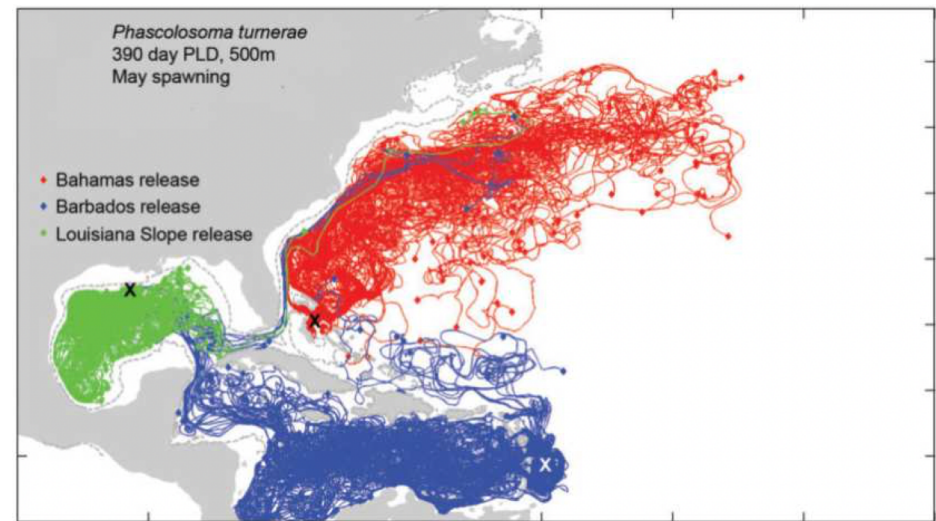 Phascolosoma turnerae
390 day PLD, 500m
May spawning
Bahamas release
Barbados release
Louisiana Slope release
X
X
X